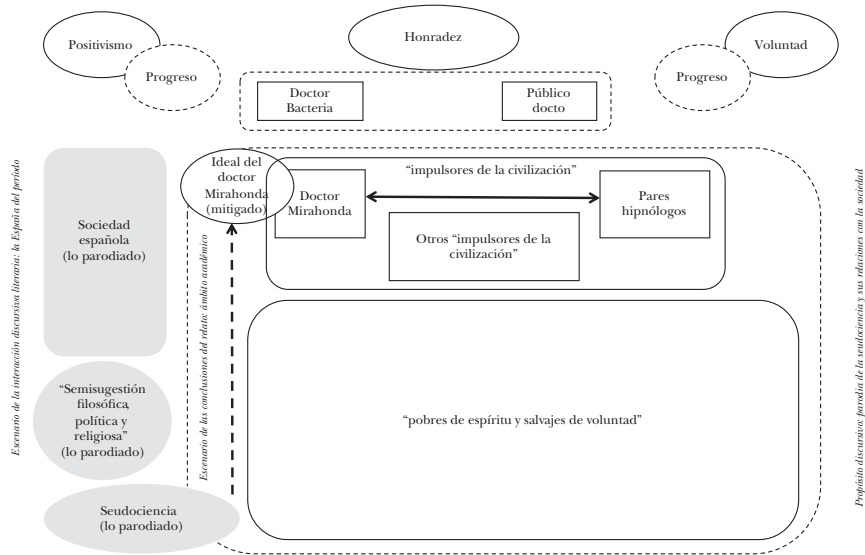 Positivismo
Progreso
Honradez
Progreso
Voluntad
Doctor
Bacteria
Público
docto
Escenario de la interacción discursiva literaria: la España del período
Sociedad
española
(lo parodiado)
“Semisugestión
filosófica,
política y
religiosa”
(lo parodiado)
Seudociencia
(lo parodiado)
Ideal del
doctor
Mirahonda
(mitigado)
Escenario de las conclusiones del relato: ámbito académico
“impulsores de la civilización”
Doctor
Mirahonda
Pares
hipnólogos
Otros “impulsores de la
civilización”
“pobres de espíritu y salvajes de voluntad”
Propósito discursivo: parodia de la seudociencia y sus relaciones con la sociedad